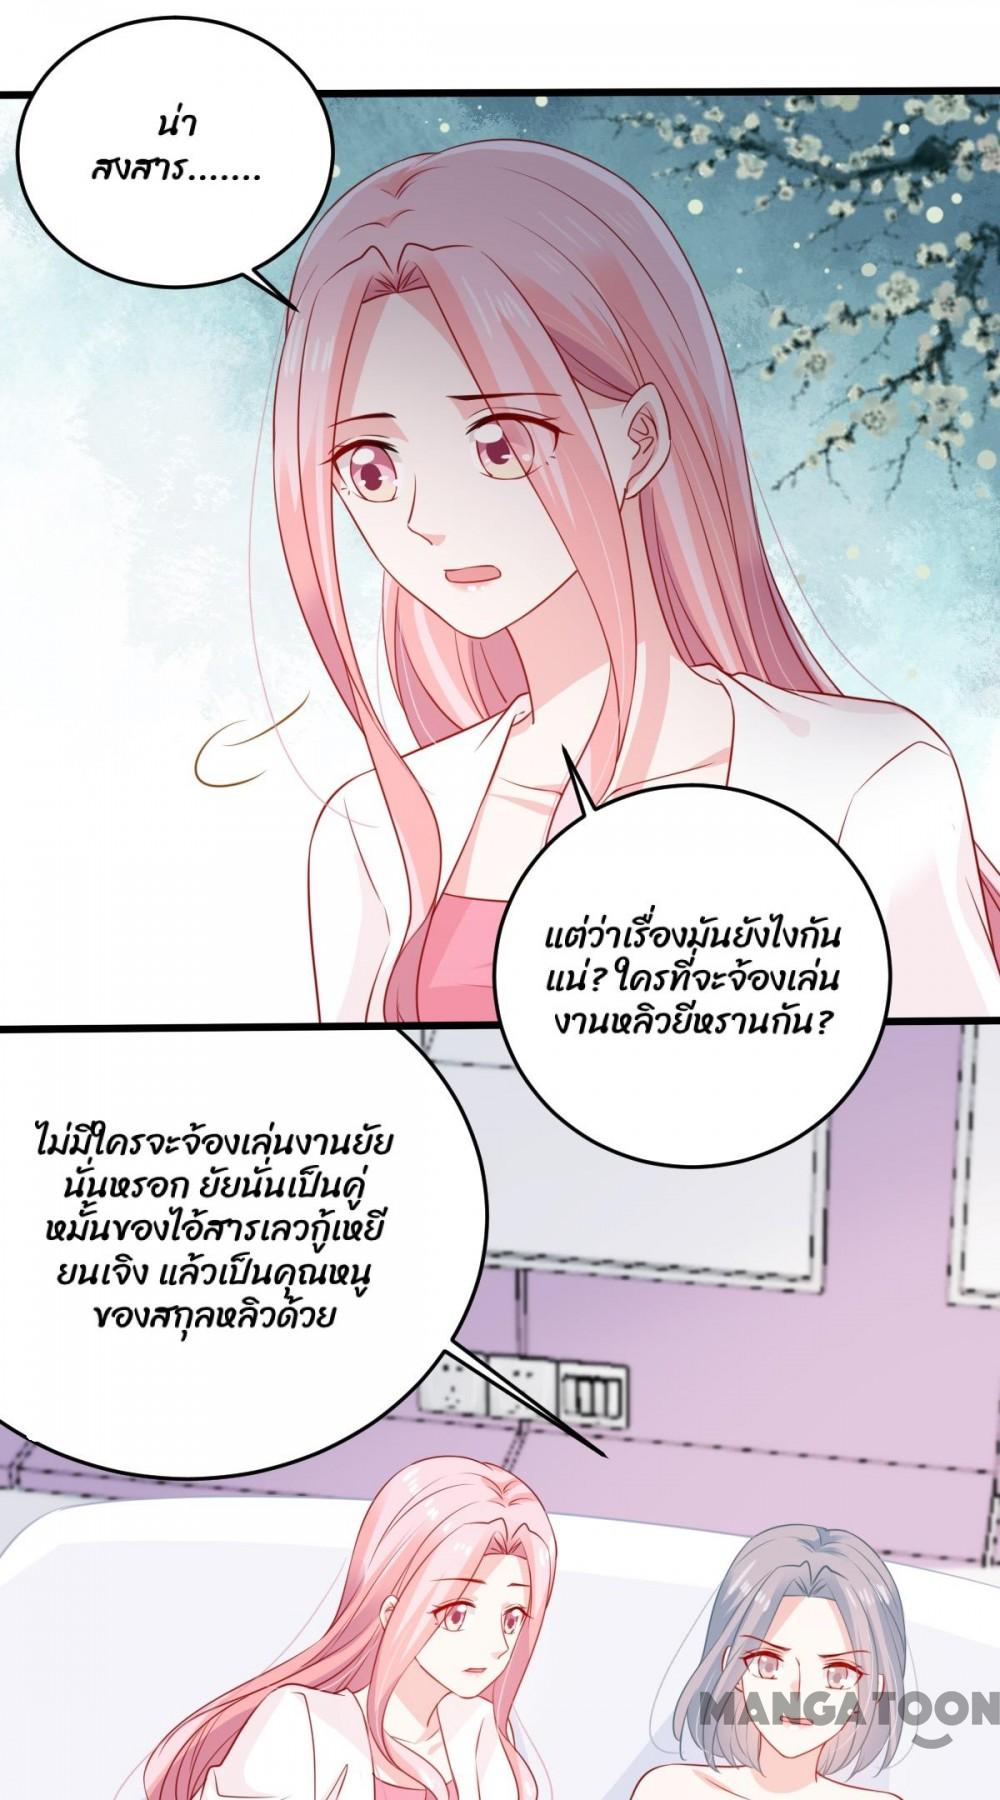 น่า
สงสาร.......
แต่ว่าเรื่องมันยังไงกัน
แน่? ใครที่จะจ้องเล่น
งานหลิวยีหรานกัน?
ไม่มีใครจะจ้องเล่นงานยัย
นั่นหรอก ยัยนั่นเป็นคู่
หมั้นของไอ้สารเลวกู้เหยี
ยนเจิง แล้วเป็นคุณหนู
ของสกุลหลิวด้วย
MANGATOON